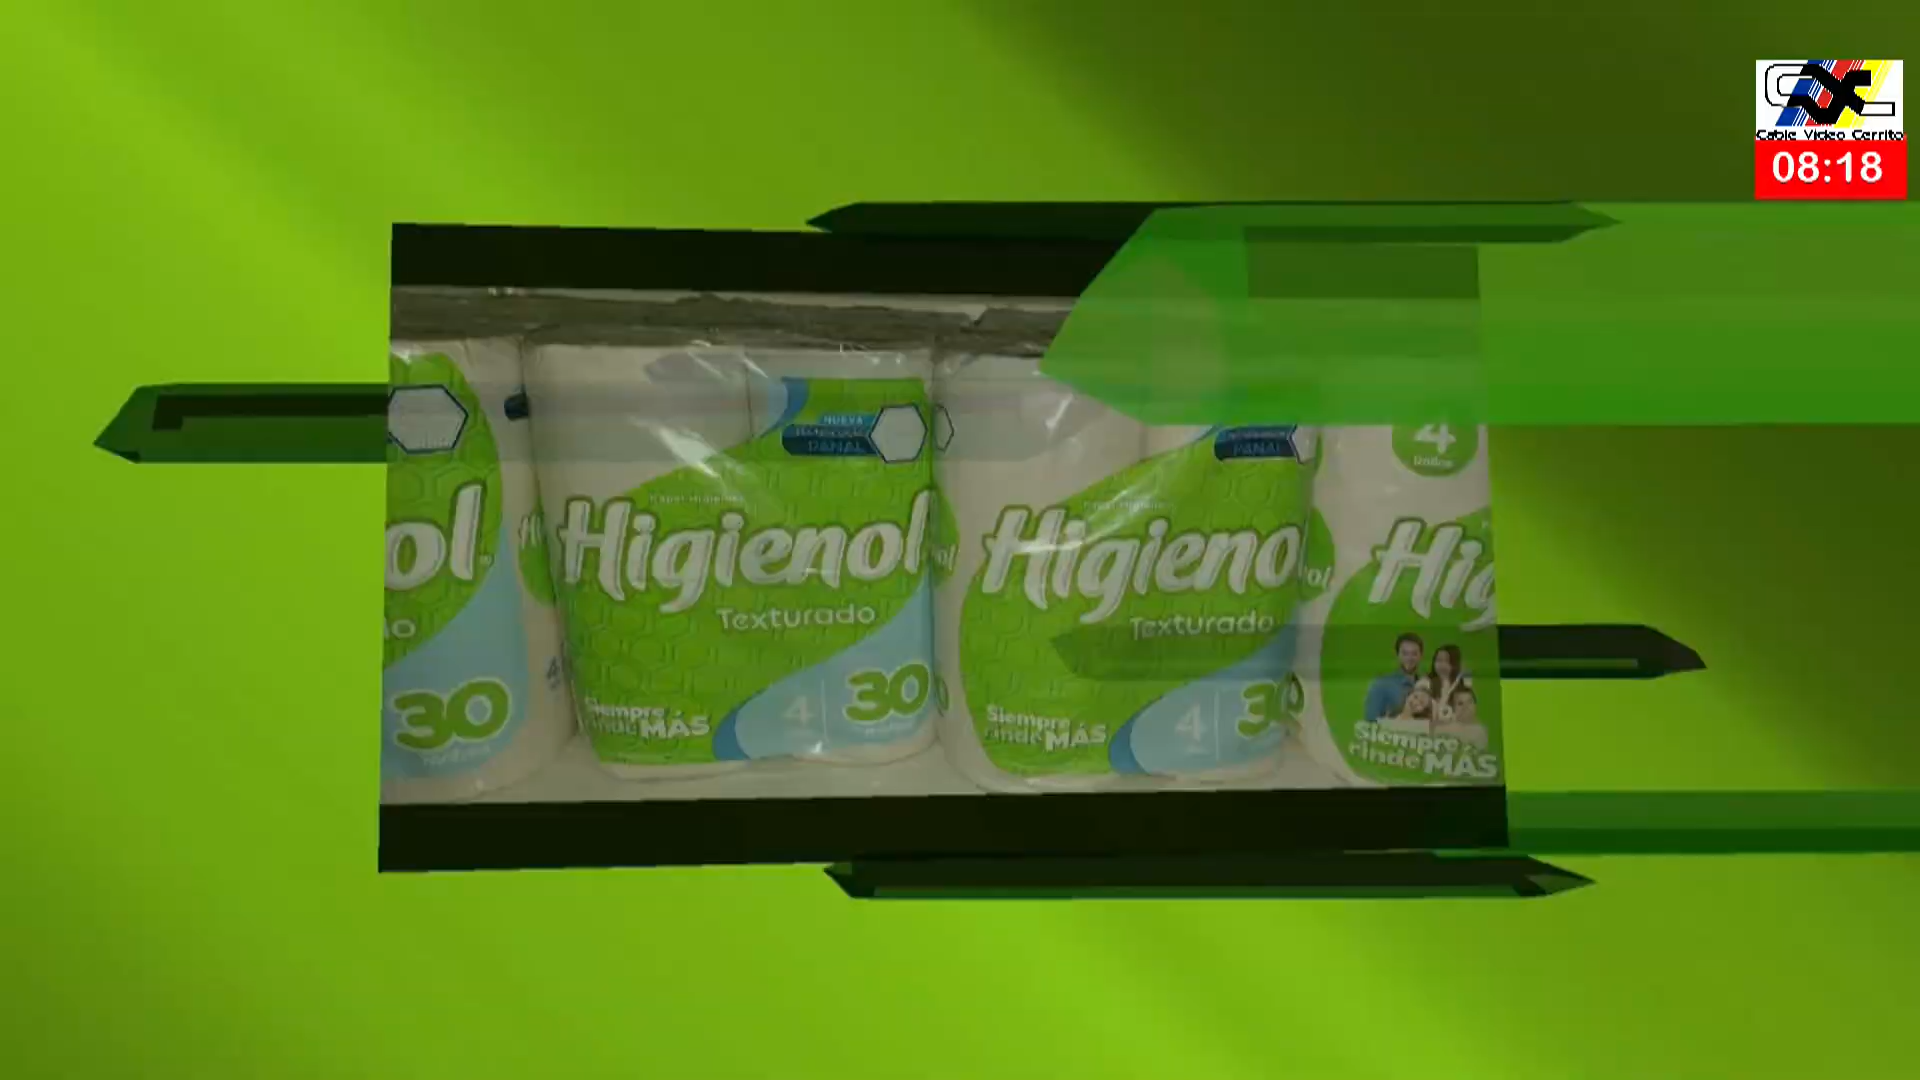 Cable Video Cerrito
08:18
NUEVA
PANAL
PANAL
4
Rollos
ol
Higienol
Higienol
Hig
Texturado
Texturado
30
4
30
4
30
Siempre
rinde MÁS
Siempre
rinde MÁS
Siempre
rinde MÁS